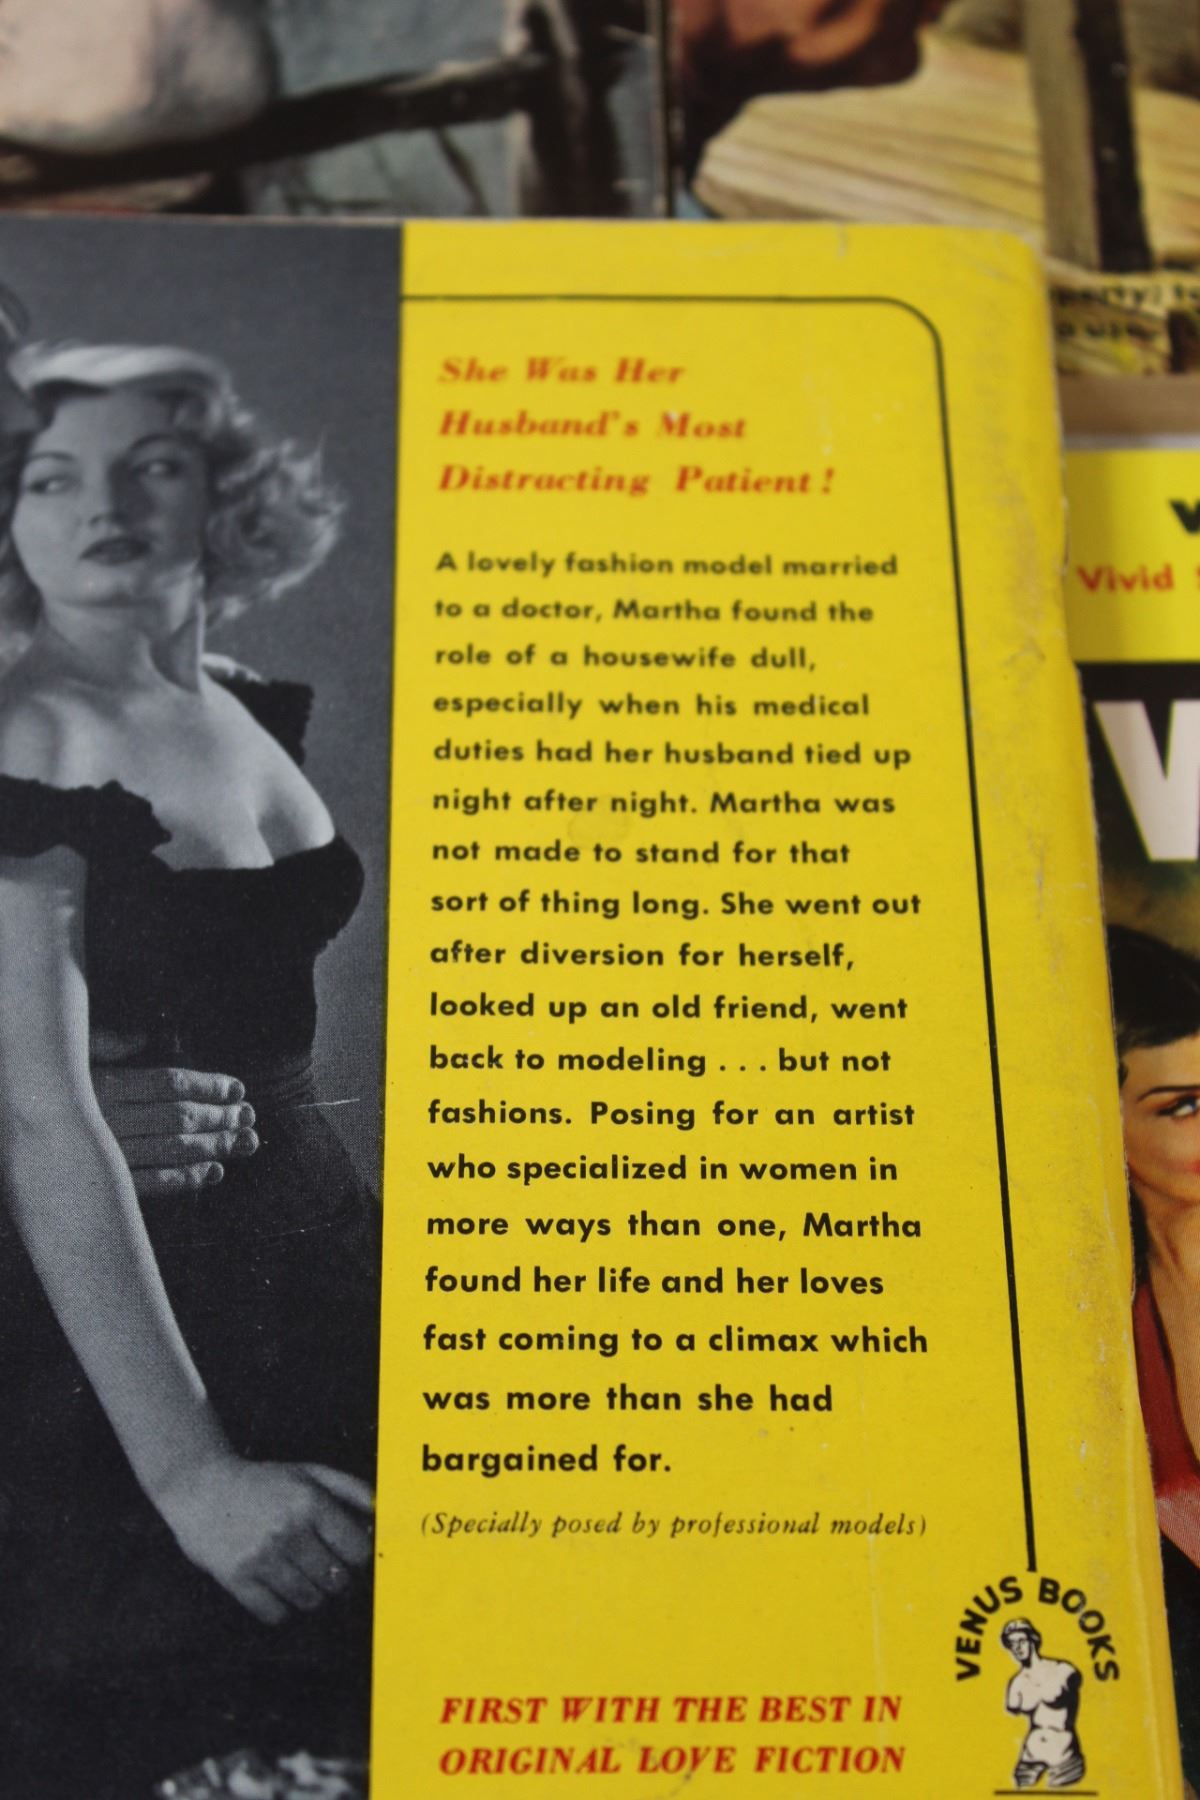 She Was Her
Husband's Most
Distracting Patient!
A lovely fashion model married
to a doctor, Martha found the
role of a housewife dull,
especially when his medical
duties had her husband tied up
night after night. Martha was
not made to stand for that
sort of thing long. She went out
after diversion for herself,
looked up an old friend, went
back to modeling . . . but not
fashions. Posing for an artist
who specialized in women in
more ways than one, Martha
found her life and her loves
fast coming to a climax which
was more than she had
bargained for.
(Specially posed by professional models)
VENUS BOOKS
FIRST WITH THE BEST IN
ORIGINAL LOVE FICTION
Vivid